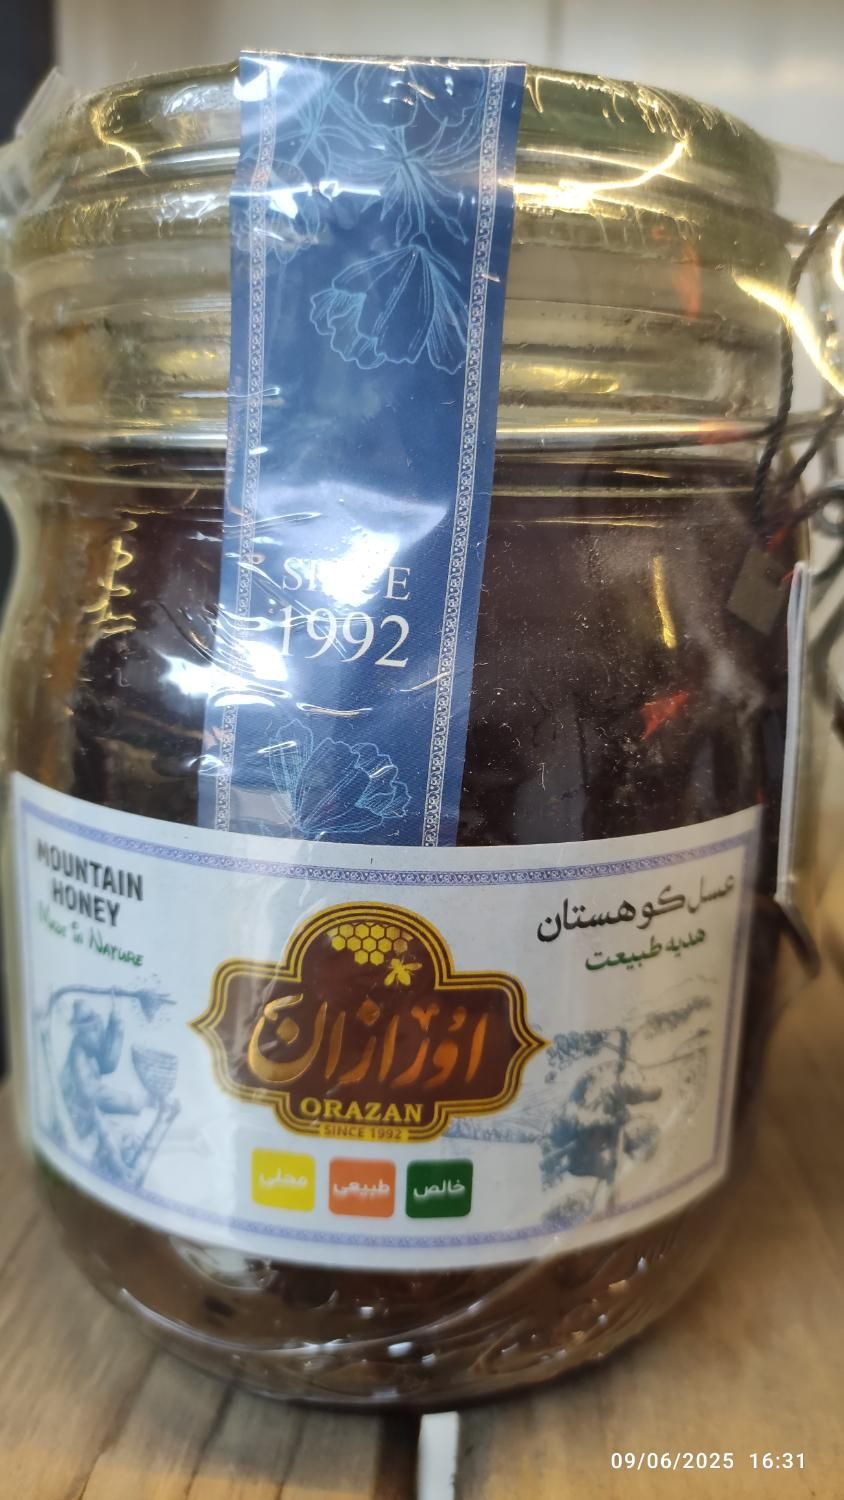 SINCE
1992
MOUNTAIN
HONEY
Made in Nature
عسل کوهستان
هدیه طبیعت
اورازان
ORAZAN
SINCE 1992
خالص
طبیعی
محلی
09/06/2025 16:31